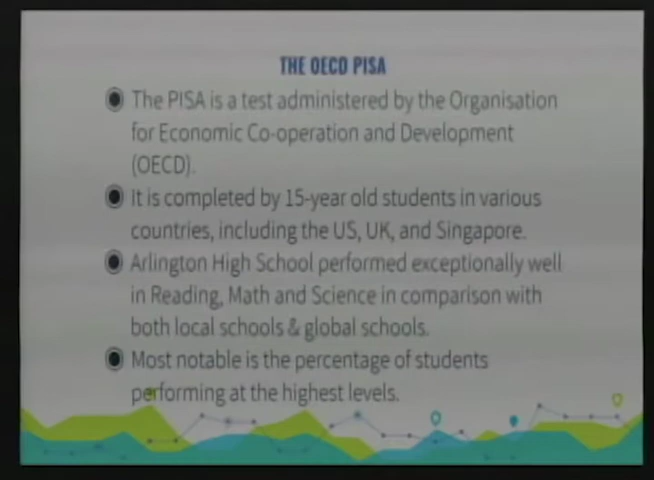 THE OECD PISA
The PISA is a test administered by the Organisation
for Economic Co-operation and Development
(OECD).
It is completed by 15-year old students in various
countries, including the US, UK, and Singapore.
Arlington High School performed exceptionally well
in Reading, Math and Science in comparison with
both local schools & global schools.
Most notable is the percentage of students
performing at the highest levels.